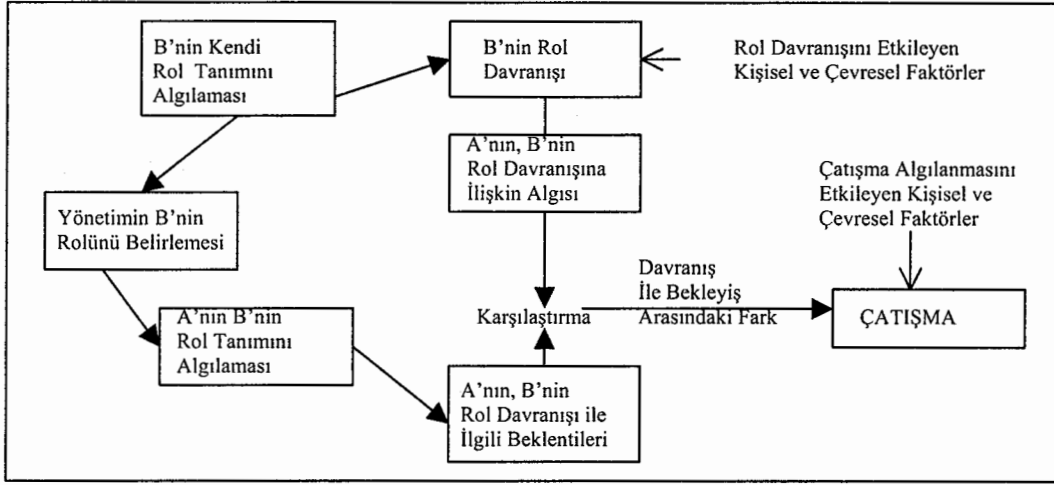 B'nin Kendi
Rol Tanımını
Algılaması
B'nin Rol
Davranışı
Rol Davranışını Etkileyen
Kişisel ve Çevresel Faktörler
A'nın, B'nin
Rol Davranışına
İlişkin Algısı
Çatışma Algılanmasını
Etkileyen Kişisel ve
Çevresel Faktörler
Yönetimin B'nin
Rolünü Belirlemesi
A'nin B'nin
Rol Tanımını
Algılaması
Karşılaştırma
Davranış
İle Bekleyiş
Arasındaki Fark
ÇATIŞMA
A'nın, B'nin
Rol Davranışı ile
İlgili Beklentileri